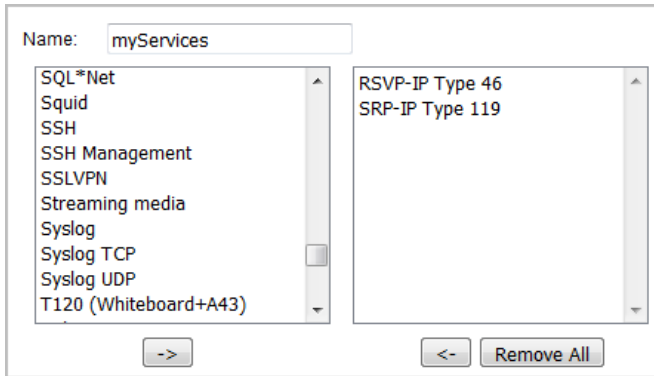 Name: myServices
SQL*Net
Squid
SSH
SSH Management
SSLVPN
Streaming media
Syslog
Syslog TCP
Syslog UDP
T120 (Whiteboard+A43)
RSVP-IP Type 46
SRP-IP Type 119
->
<- Remove All